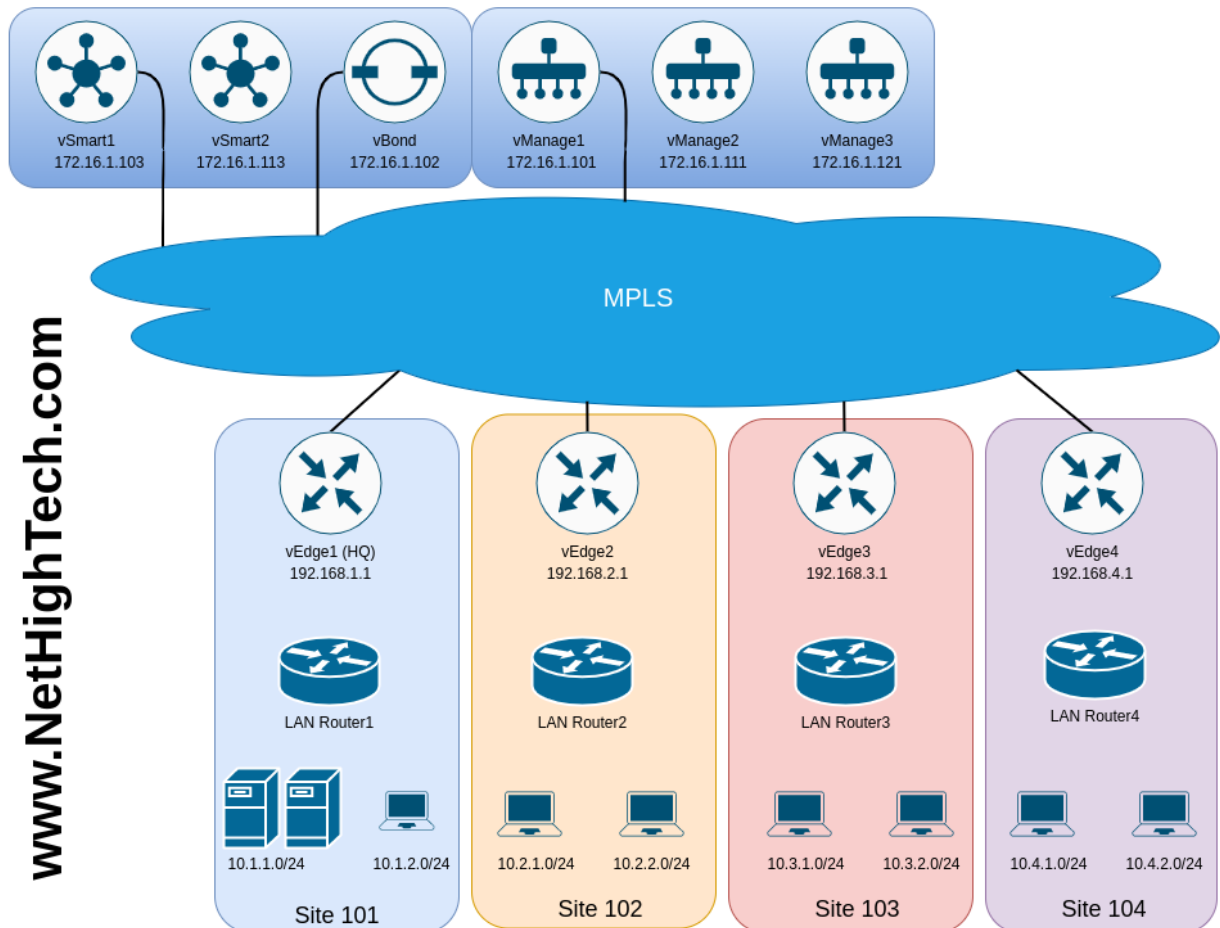 vSmart1
172.16.1.103
vSmart2
172.16.1.113
vBond
172.16.1.102
vManage1
172.16.1.101
vManage2
172.16.1.111
vManage3
172.16.1.121
MPLS
www.NetHighTech.com
vEdge1 (HQ)
192.168.1.1
LAN Router1
10.1.1.0/24
10.1.2.0/24
Site 101
vEdge2
192.168.2.1
LAN Router2
10.2.1.0/24
10.2.2.0/24
Site 102
vEdge3
192.168.3.1
LAN Router3
10.3.1.0/24
10.3.2.0/24
Site 103
vEdge4
192.168.4.1
LAN Router4
10.4.1.0/24
10.4.2.0/24
Site 104